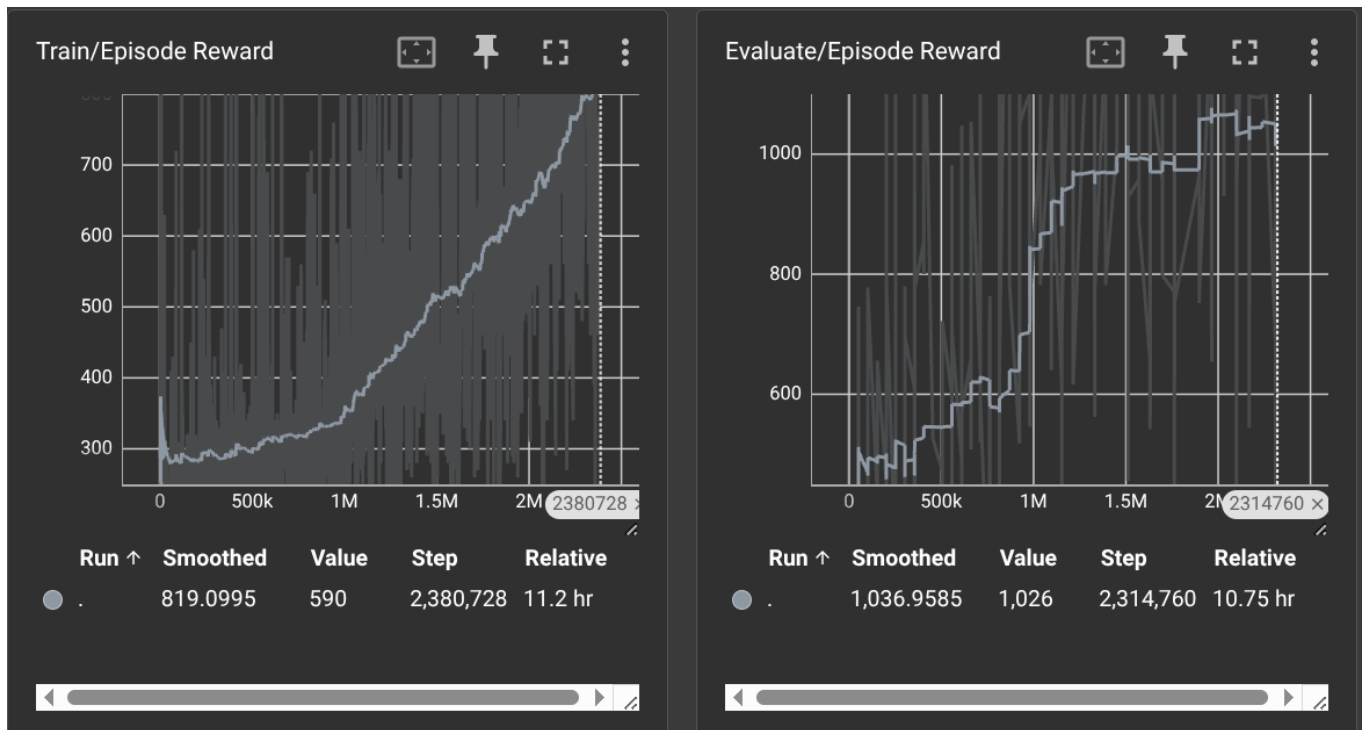 Train/Episode Reward
700
600
500
400
300
0 500k 1M 1.5M 2M 2380728
Run ↑ Smoothed Value Step Relative
. 819.0995 590 2,380,728 11.2 hr
Evaluate/Episode Reward
1000
800
600
0 500k 1M 1.5M 2M 2314760 ×
Run ↑ Smoothed Value Step Relative
. 1,036.9585 1,026 2,314,760 10.75 hr